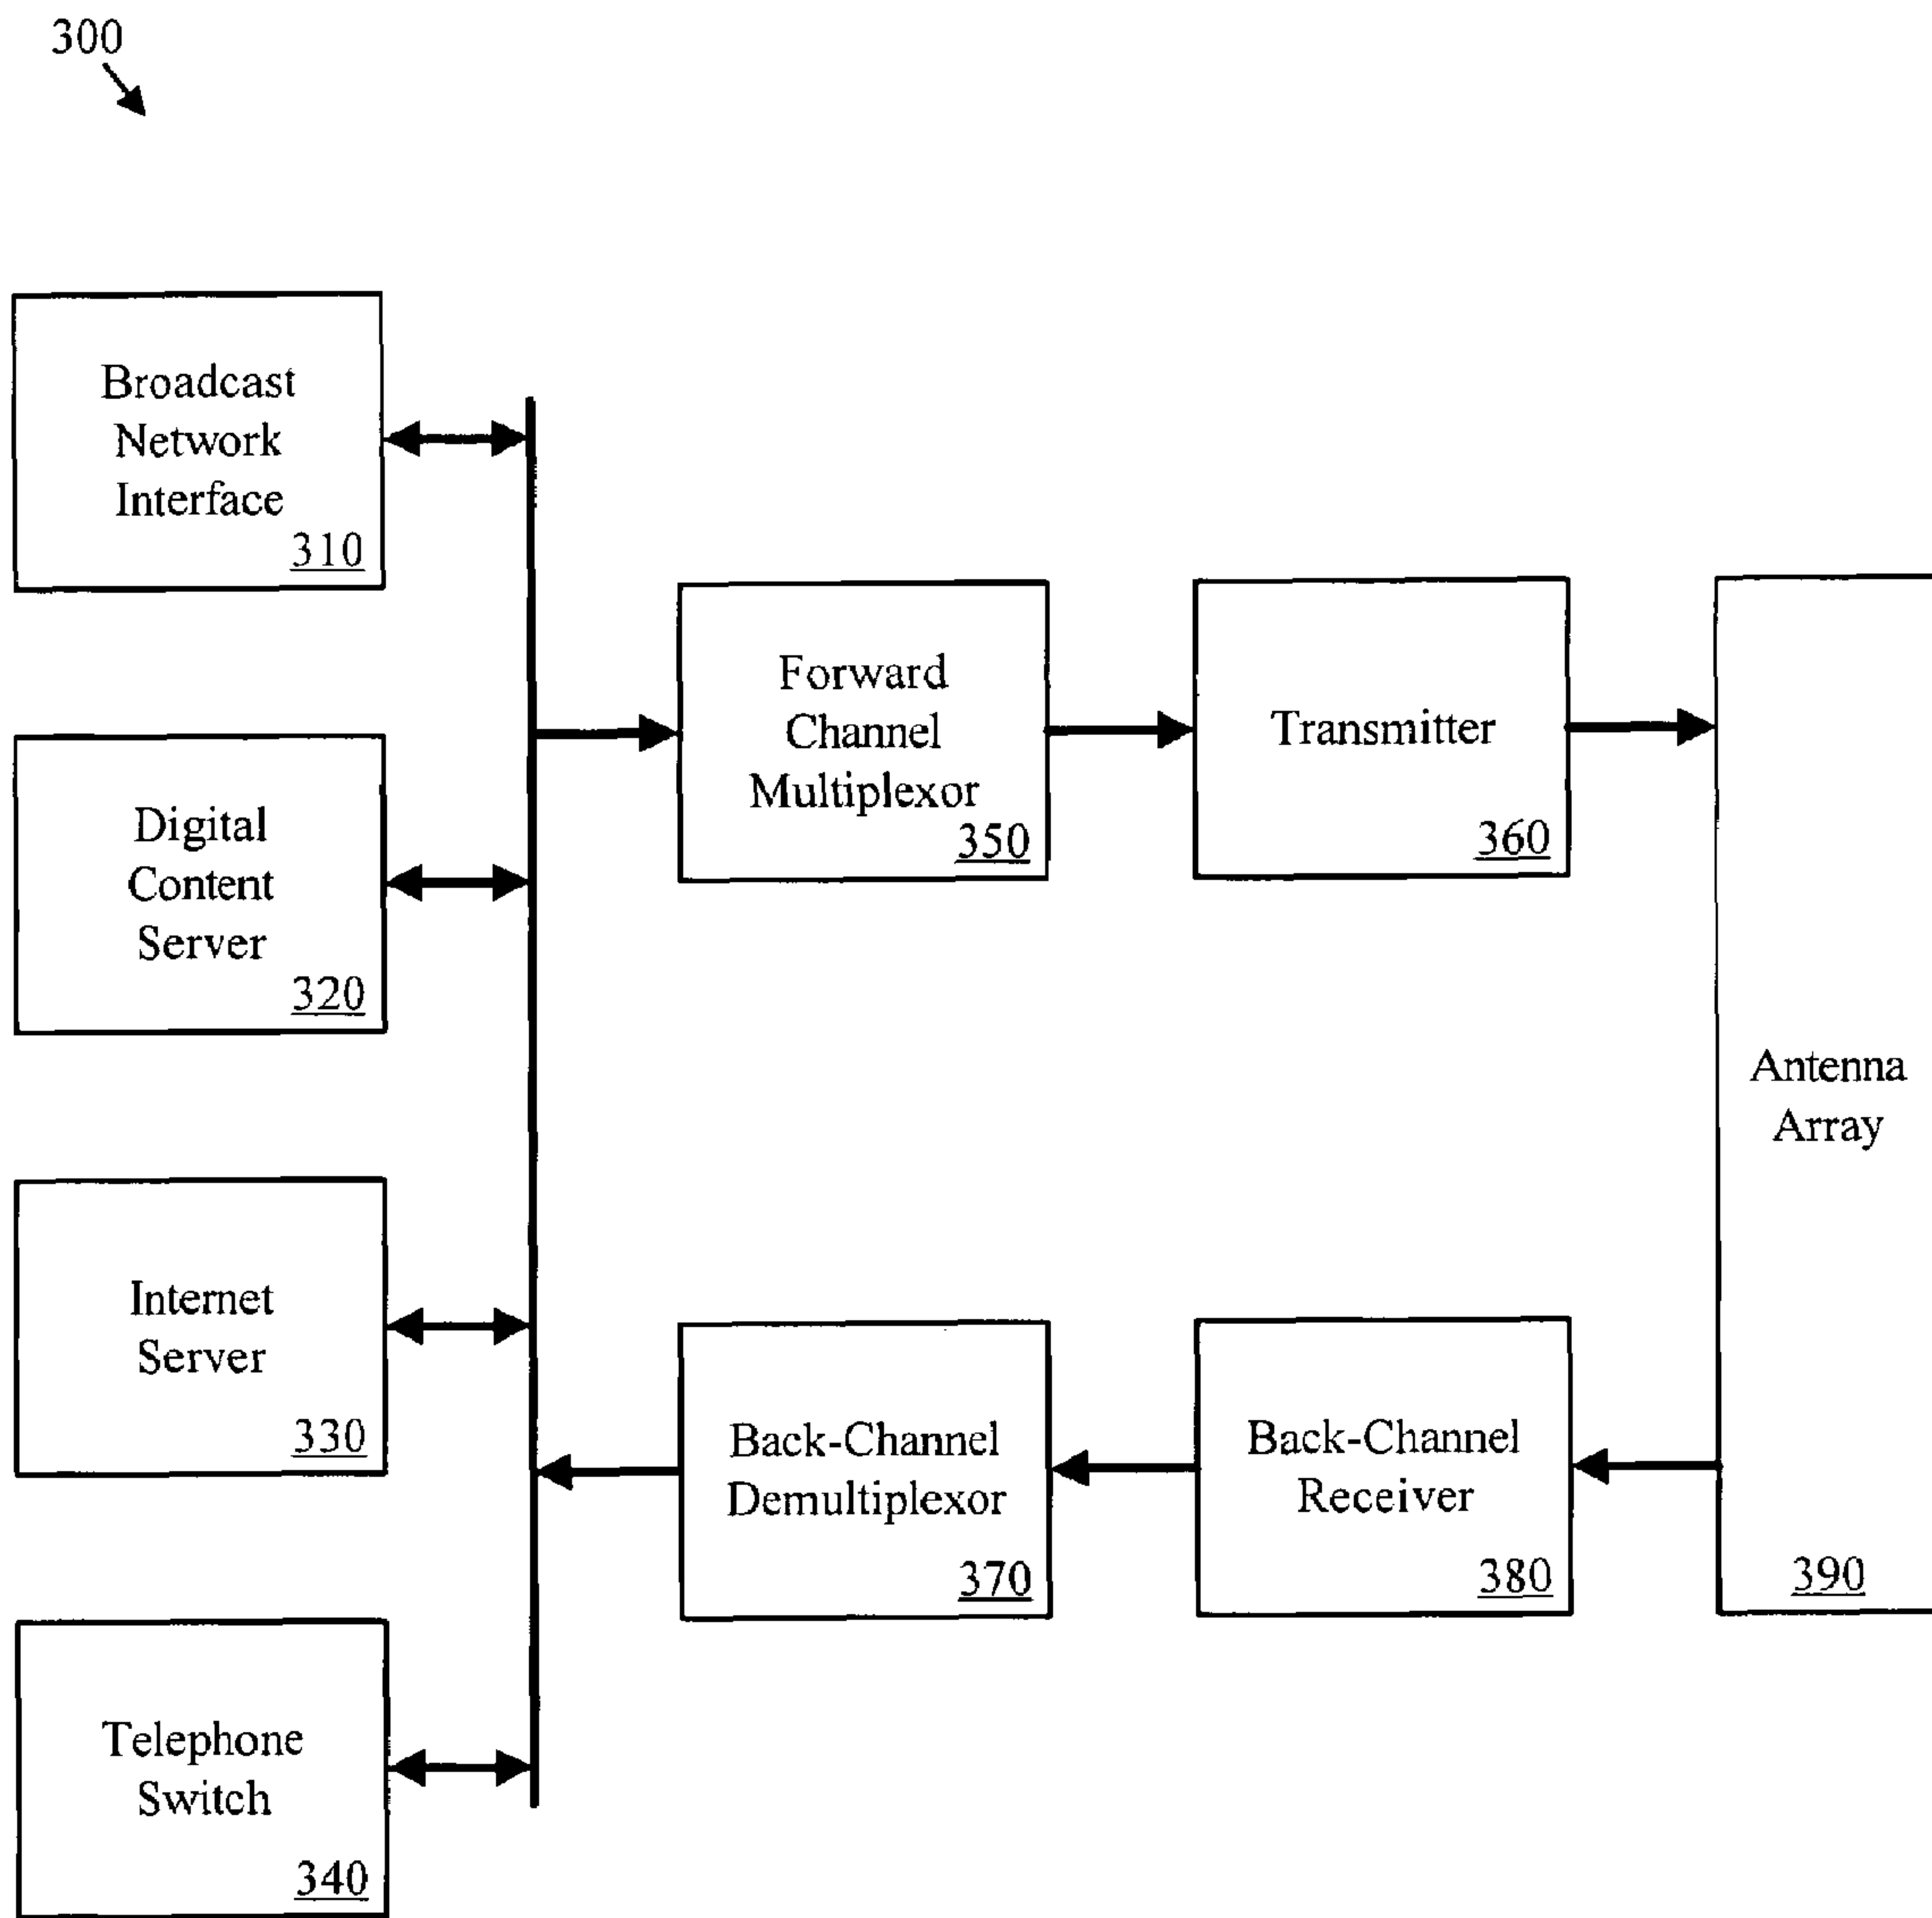 300
Broadcast
Network
Interface
310
Digital
Content
Server
320
Internet
Server
330
Telephone
Switch
340
Forward
Channel
Multiplexor
350
Transmitter
360
Back-Channel
Demultiplexor
370
Back-Channel
Receiver
380
Antenna
Array
390